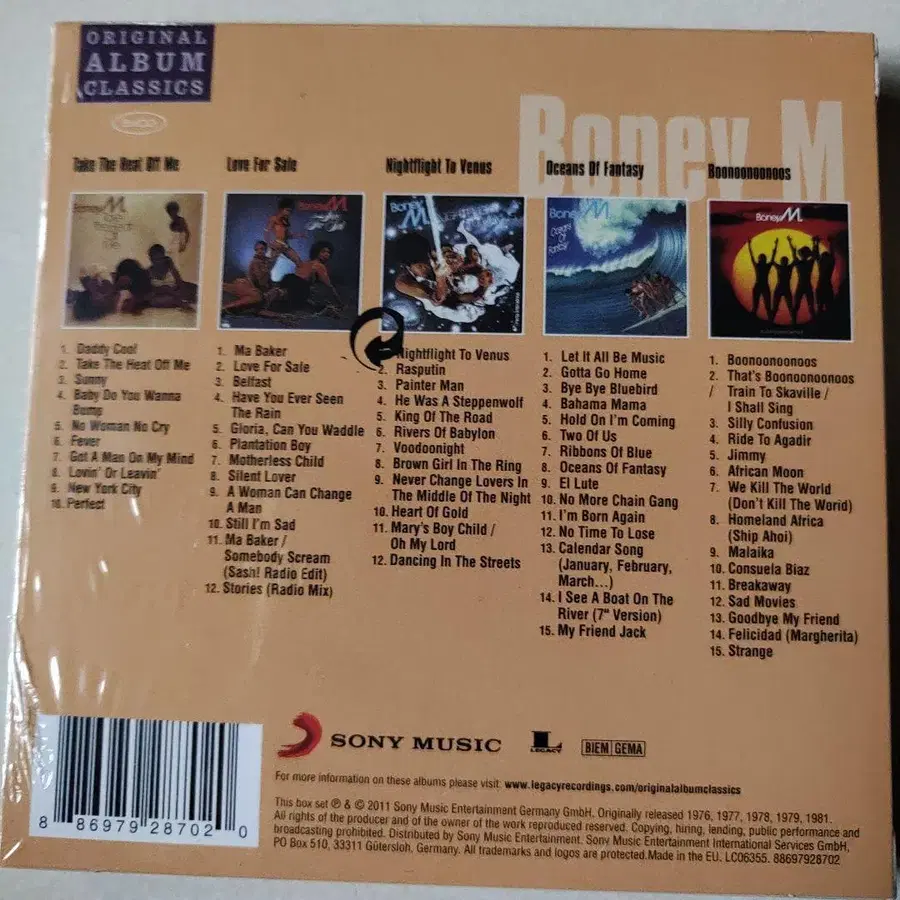 ORIGINAL
ALBUM
CLASSICS
epic
Boney M
Take The Heat Off Me
Boney M.
Take
The Heat
Off
Me
1. Daddy Cool
2. Take The Heat Off Me
3. Sunny
4. Baby Do You Wanna
Bump
5. No Woman No Cry
6. Fever
7. Got A Man On My Mind
8. Lovin' Or Leavin'
9. New York City
10. Perfect
Love For Sale
Boney M.
1. Ma Baker
2. Love For Sale
3. Belfast
4. Have You Ever Seen
The Rain
5. Gloria, Can You Waddle
6. Plantation Boy
7. Motherless Child
8. Silent Lover
9. A Woman Can Change
A Man
10. Still I'm Sad
11. Ma Baker /
Somebody Scream
(Sash! Radio Edit)
12. Stories (Radio Mix)
Nightflight To Venus
Boney M.
Nightflight To Venus
2. Rasputin
3. Painter Man
4. He Was A Steppenwolf
5. King Of The Road
6. Rivers Of Babylon
7. Voodoonight
8. Brown Girl In The Ring
9. Never Change Lovers In
The Middle Of The Night
10. Heart Of Gold
11. Mary's Boy Child /
Oh My Lord
12. Dancing In The Streets
Oceans Of Fantasy
Boney M.
Oceans
Of
Fantasy
1. Let It All Be Music
2. Gotta Go Home
3. Bye Bye Bluebird
4. Bahama Mama
5. Hold On I'm Coming
6. Two Of Us
7. Ribbons Of Blue
8. Oceans Of Fantasy
9. El Lute
10. No More Chain Gang
11. I'm Born Again
12. No Time To Lose
13. Calendar Song
(January, February,
March...)
14. I See A Boat On The
River (7" Version)
15. My Friend Jack
Boonoonoonoos
Boney M.
1. Boonoonoonoos
2. That's Boonoonoonoos
/ Train To Skaville /
I Shall Sing
3. Silly Confusion
4. Ride To Agadir
5. Jimmy
6. African Moon
7. We Kill The World
(Don't Kill The World)
8. Homeland Africa
(Ship Ahoi)
9. Malaika
10. Consuela Biaz
11. Breakaway
12. Sad Movies
13. Goodbye My Friend
14. Felicidad (Margherita)
15. Strange
SONY MUSIC
L
LEGACY
BIEM GEMA
For more information on these albums please visit: www.legacyrecordings.com/originalalbumclassics
This box set ℗ & © 2011 Sony Music Entertainment Germany GmbH. Originally released 1976, 1977, 1978, 1979, 1981.
All rights of the producer and of the owner of the work reproduced reserved. Copying, hiring, lending, public performance and
broadcasting prohibited. Distributed by Sony Music Entertainment. Sony Music Entertainment International Services GmbH,
PO Box 510, 33311 Gütersloh, Germany. All trademarks and logos are protected.Made in the EU. LC06355. 88697928702
8 86979 28702 0